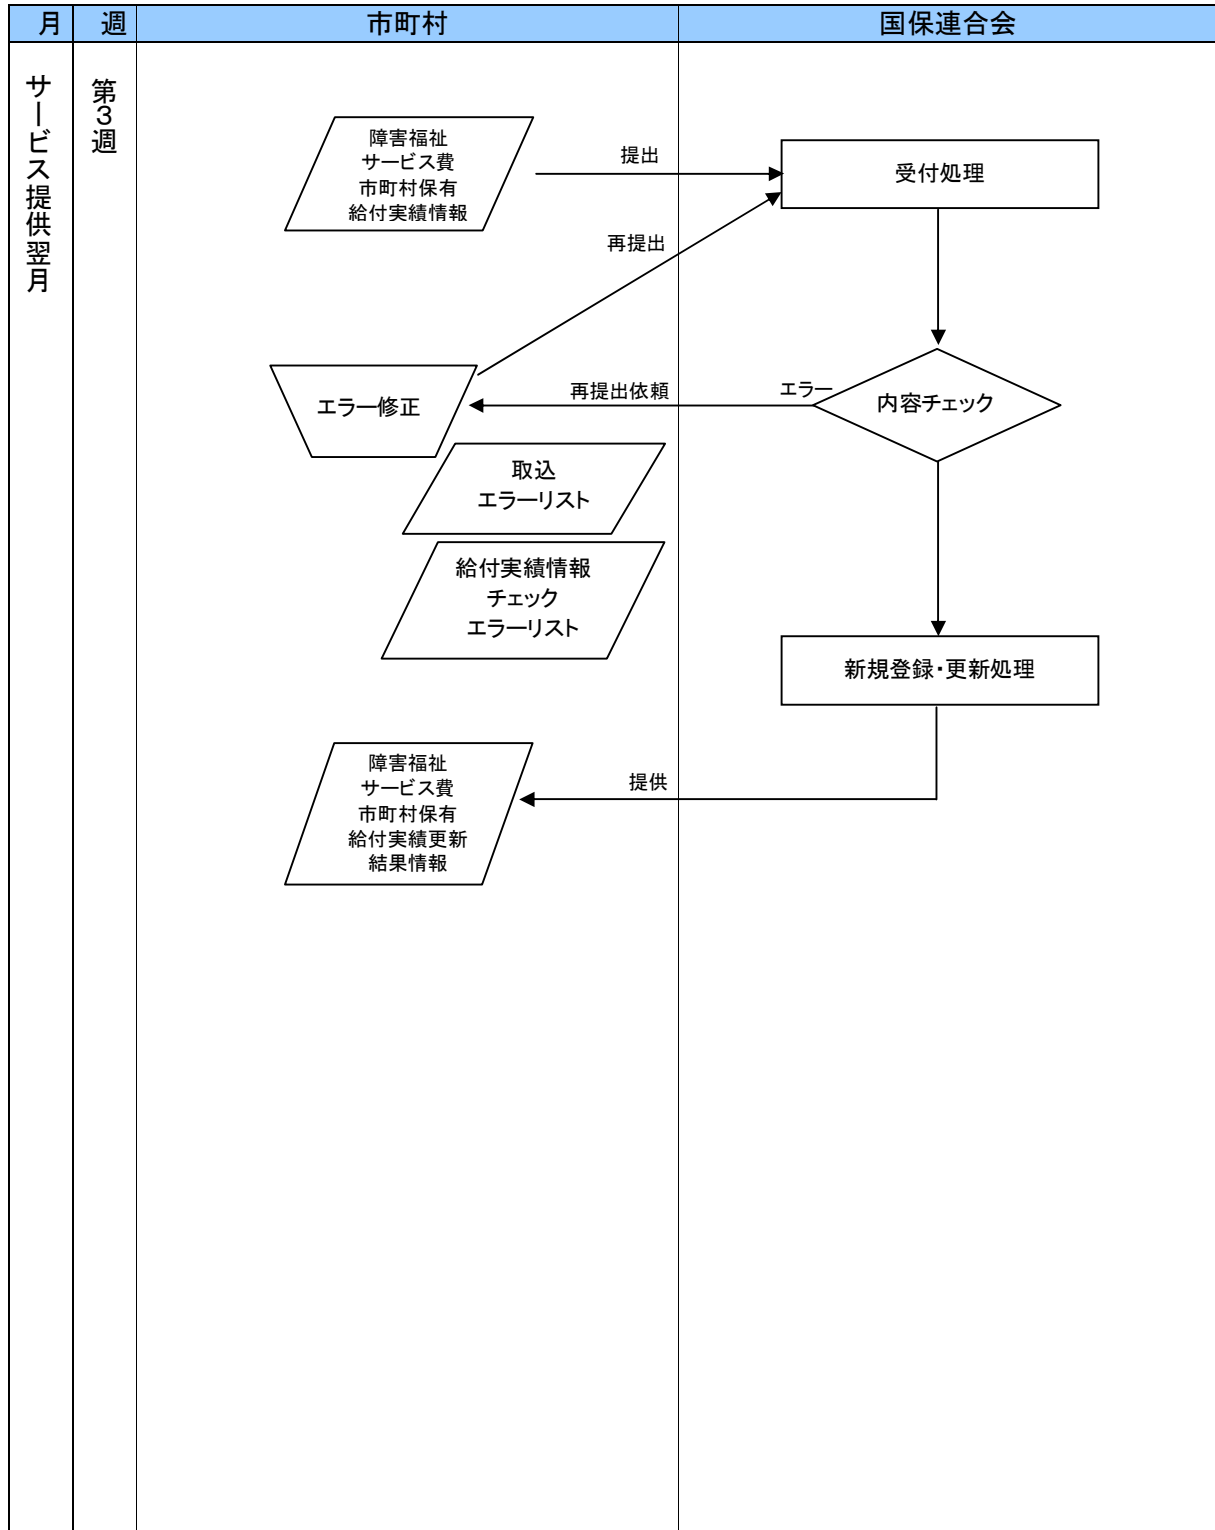 月
週
市町村
国保連合会
サービス提供翌月
第3週
障害福祉
サービス費
市町村保有
給付実績情報
提出
受付処理
再提出
エラー修正
再提出依頼
エラー
内容チェック
取込
エラーリスト
給付実績情報
チェック
エラーリスト
新規登録・更新処理
障害福祉
サービス費
市町村保有
給付実績更新
結果情報
提供